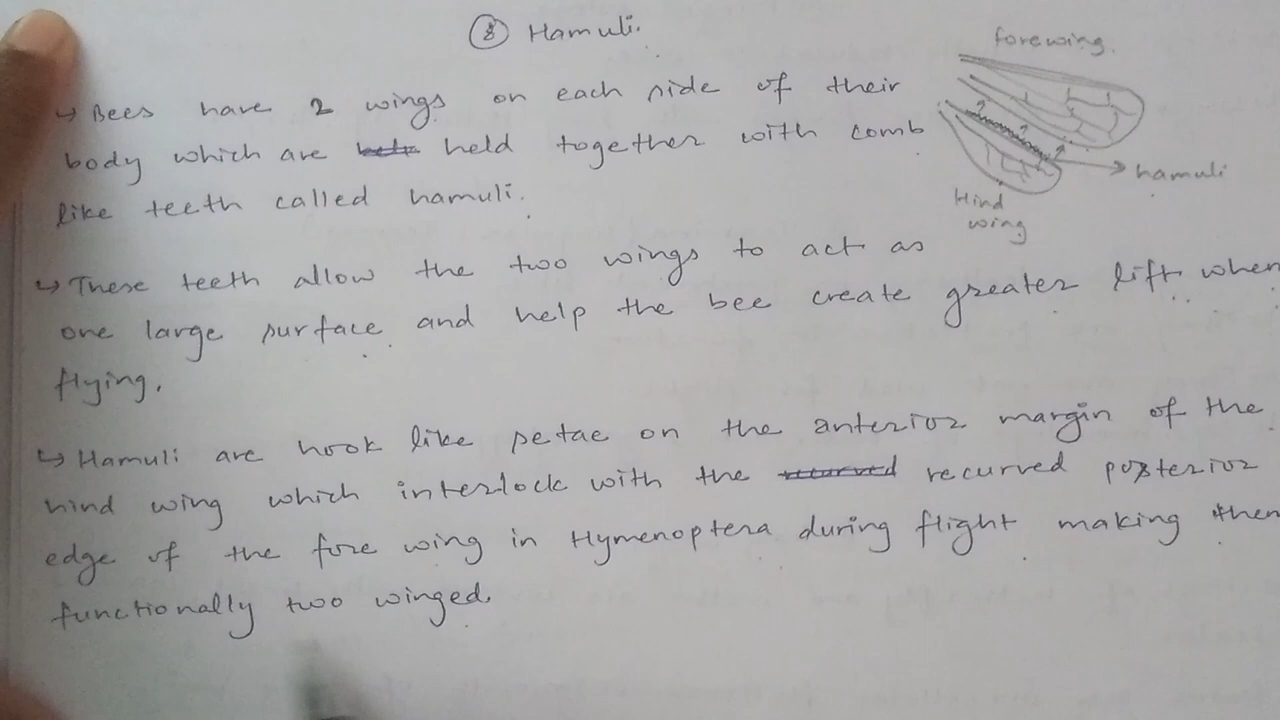 8 Hamuli.
forewing.
↳ Bees have 2 wings on each side of their
body which are held together with comb
like teeth called hamuli.
hamuli
Hind
wing
↳ These teeth allow the two wings to act as
one large surface and help the bee create greater lift when
flying.
↳ Hamuli are hook like petae on the anterior margin of the
hind wing which interlock with the recurved recurved posterior
edge of the fore wing in Hymenoptera during flight making them
functionally two winged.